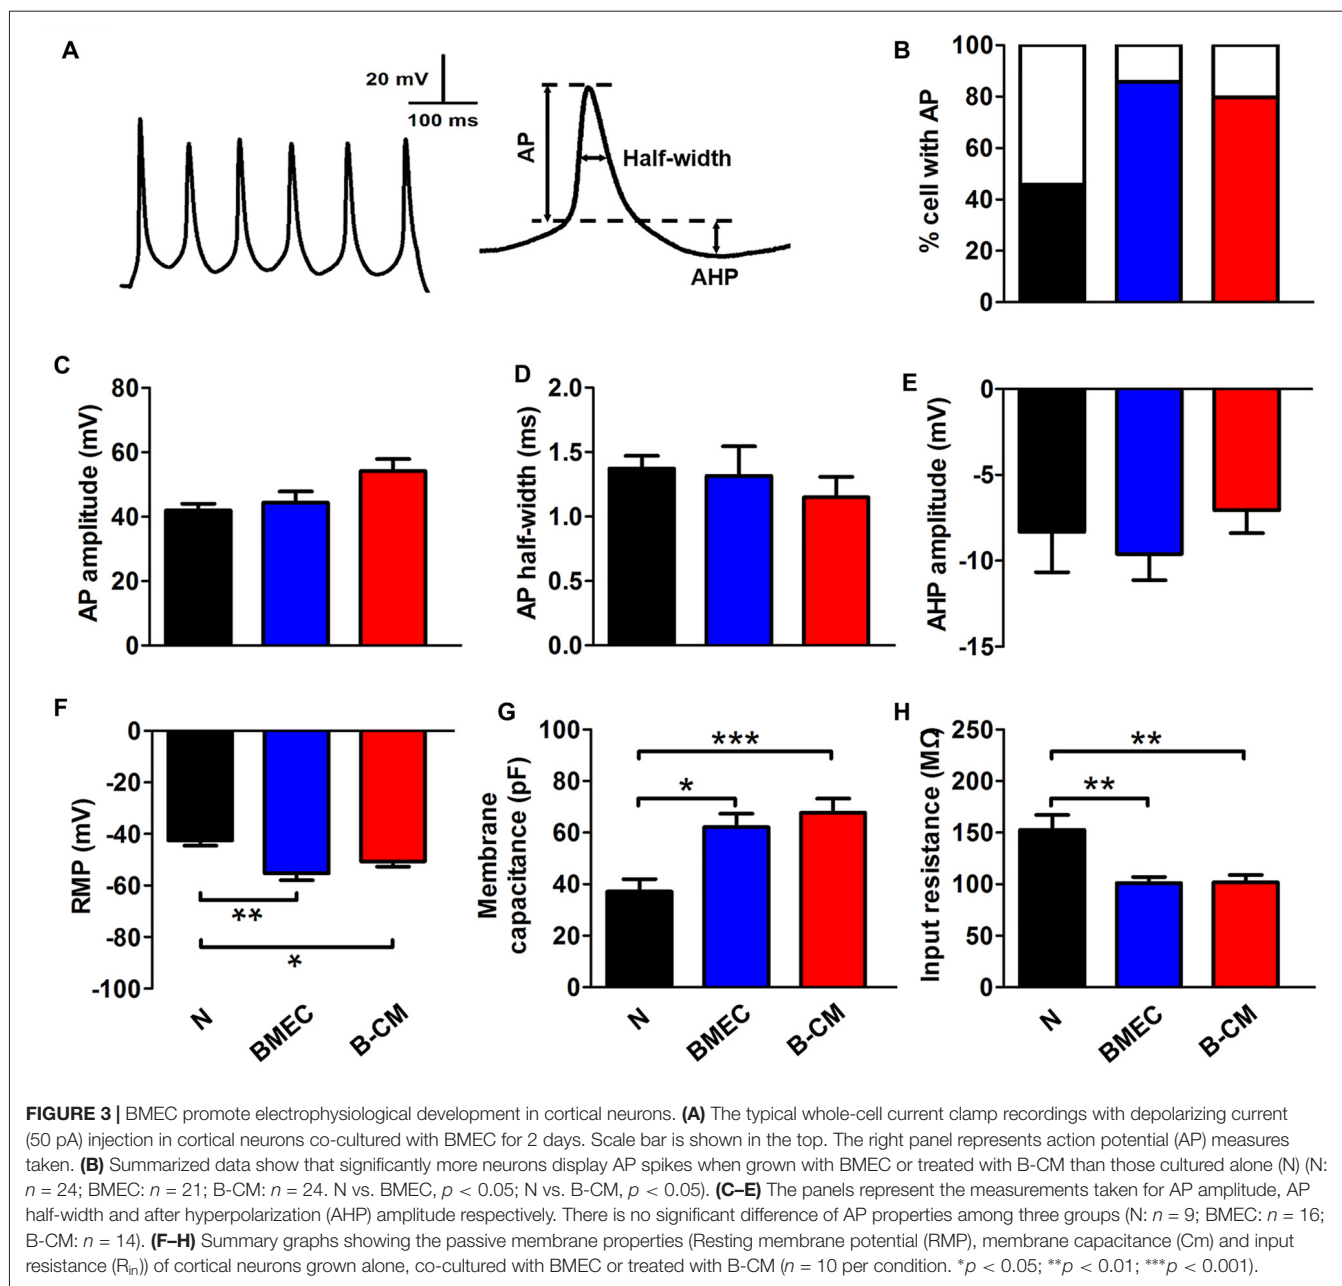 A
20 mV
100 ms
AP
Half-width
AHP
B
% cell with AP
100
80
60
40
20
0
C
AP amplitude (mV)
80
60
40
20
0
D
AP half-width (ms)
2.0
1.5
1.0
0.5
0.0
E
AHP amplitude (mV)
0
-5
-10
-15
F
RMP (mV)
0
-20
-40
-60
-80
-100
**
*
N
BMEC
B-CM
G
Membrane
capacitance (pF)
100
80
60
40
20
0
***
*
N
BMEC
B-CM
H
Input resistance (MΩ)
250
200
150
100
50
0
**
**
N
BMEC
B-CM
FIGURE 3 | BMEC promote electrophysiological development in cortical neurons. (A) The typical whole-cell current clamp recordings with depolarizing current
(50 pA) injection in cortical neurons co-cultured with BMEC for 2 days. Scale bar is shown in the top. The right panel represents action potential (AP) measures
taken. (B) Summarized data show that significantly more neurons display AP spikes when grown with BMEC or treated with B-CM than those cultured alone (N) (N:
n = 24; BMEC: n = 21; B-CM: n = 24. N vs. BMEC, p < 0.05; N vs. B-CM, p < 0.05). (C–E) The panels represent the measurements taken for AP amplitude, AP
half-width and after hyperpolarization (AHP) amplitude respectively. There is no significant difference of AP properties among three groups (N: n = 9; BMEC: n = 16;
B-CM: n = 14). (F–H) Summary graphs showing the passive membrane properties (Resting membrane potential (RMP), membrane capacitance (Cm) and input
resistance (Rin)) of cortical neurons grown alone, co-cultured with BMEC or treated with B-CM (n = 10 per condition. *p < 0.05; **p < 0.01; ***p < 0.001).